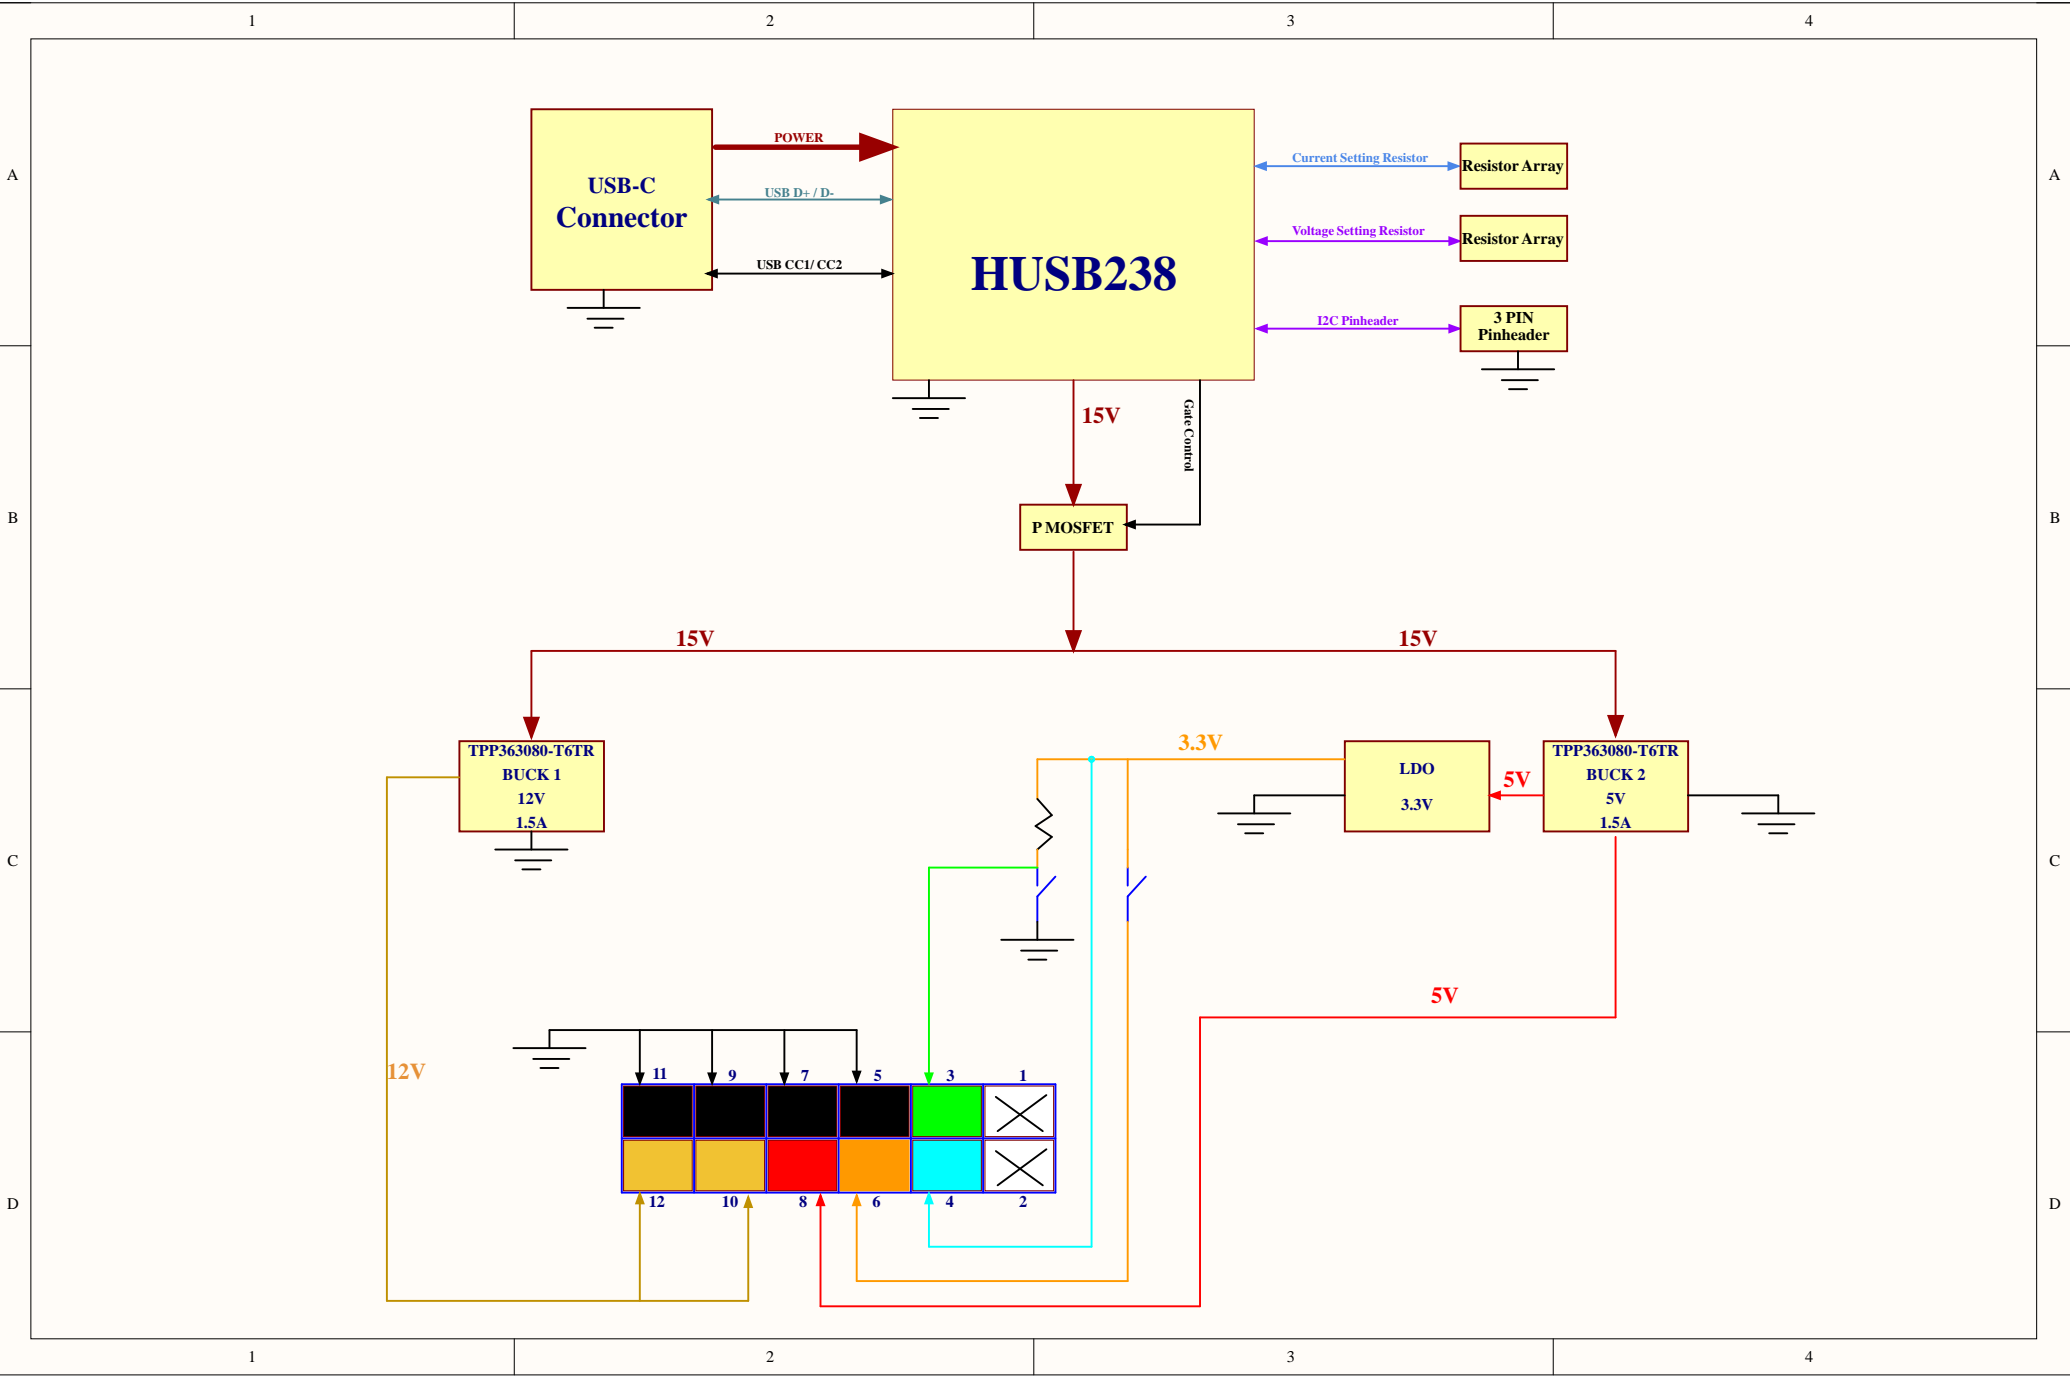 1 2 3 4
A A
USB-C
Connector
POWER
USB D+ / D-
USB CC1/ CC2
HUSB238
Current Setting Resistor
Resistor Array
Voltage Setting Resistor
Resistor Array
I2C Pinheader
3 PIN
Pinheader
15V
Gate Control
B B
P MOSFET
15V 15V
TPP363080-T6TR
BUCK 1
12V
1.5A
3.3V
LDO
3.3V
5V
TPP363080-T6TR
BUCK 2
5V
1.5A
C C
5V
12V
11 9 7 5 3 1
12 10 8 6 4 2
D D
1 2 3 4